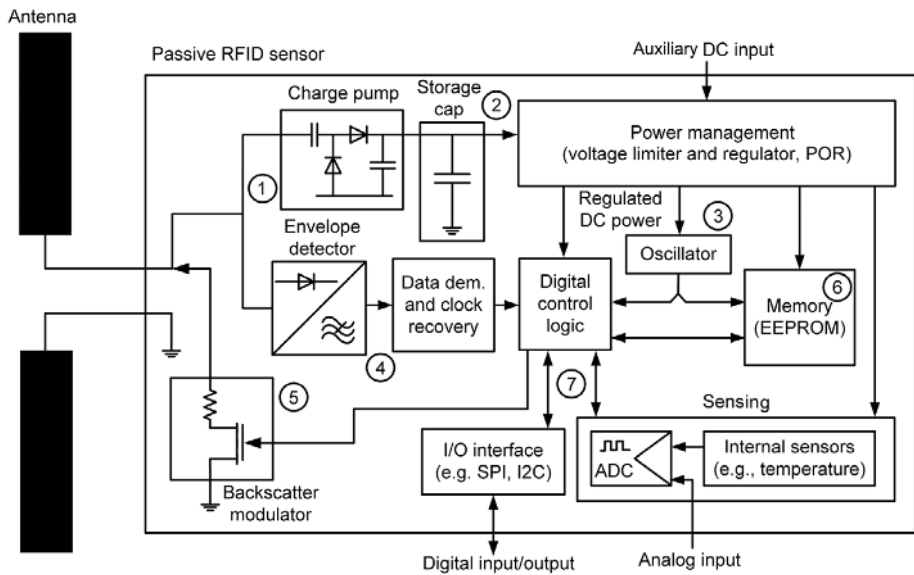 Antenna
Passive RFID sensor
Auxiliary DC input
Charge pump
Storage
cap
2
Power management
(voltage limiter and regulator, POR)
1
Regulated
DC power
3
Envelope
detector
Oscillator
Data dem.
and clock
recovery
Digital
control
logic
6
Memory
(EEPROM)
4
5
7
Sensing
I/O interface
(e.g. SPI, I2C)
ADC
Internal sensors
(e.g., temperature)
Backscatter
modulator
Digital input/output
Analog input